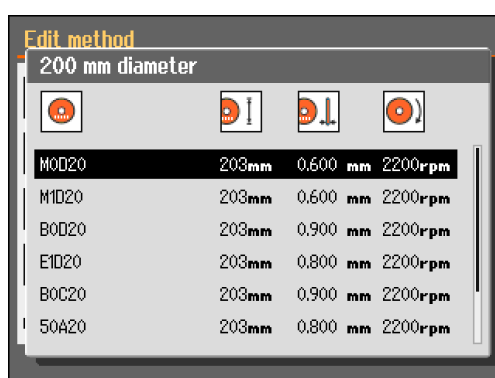 Edit method
200 mm diameter
M0D20 203mm 0.600 mm 2200rpm
M1D20 203mm 0.600 mm 2200rpm
B0D20 203mm 0.900 mm 2200rpm
E1D20 203mm 0.800 mm 2200rpm
B0C20 203mm 0.900 mm 2200rpm
50A20 203mm 0.800 mm 2200rpm